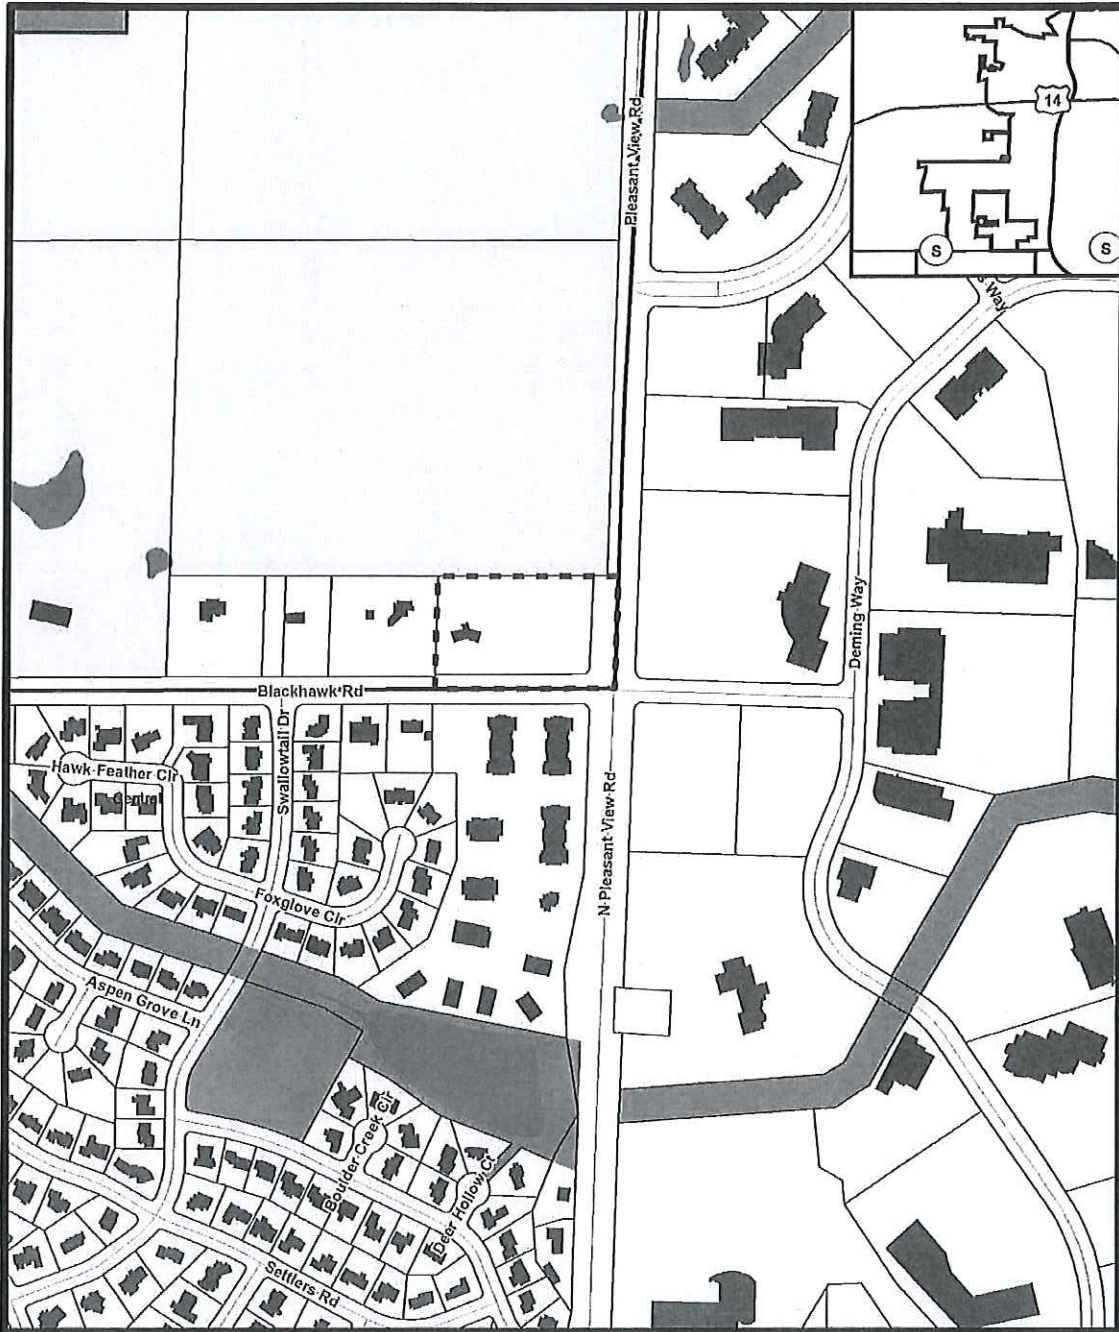 14
S
S
Pleasant View Rd
s Way
Deming Way
Blackhawk Rd
Swallowtail Dr
Hawk Feather Cir
Central
N Pleasant View Rd
Foxglove Cir
Aspen Grove Ln
Boulder Creek Cir
Deer Hollow Ct
Settlers Rd